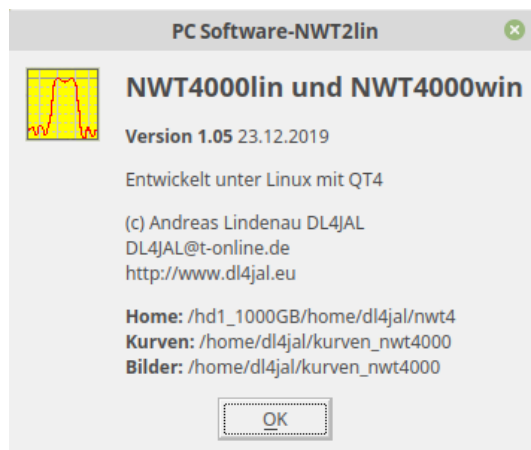 PC Software-NWT2lin
NWT4000lin und NWT4000win
Version 1.05 23.12.2019
Entwickelt unter Linux mit QT4
(c) Andreas Lindenau DL4JAL
DL4JAL@t-online.de
http://www.dl4jal.eu
Home: /hd1_1000GB/home/dl4jal/nwt4
Kurven: /home/dl4jal/kurven_nwt4000
Bilder: /home/dl4jal/kurven_nwt4000
OK